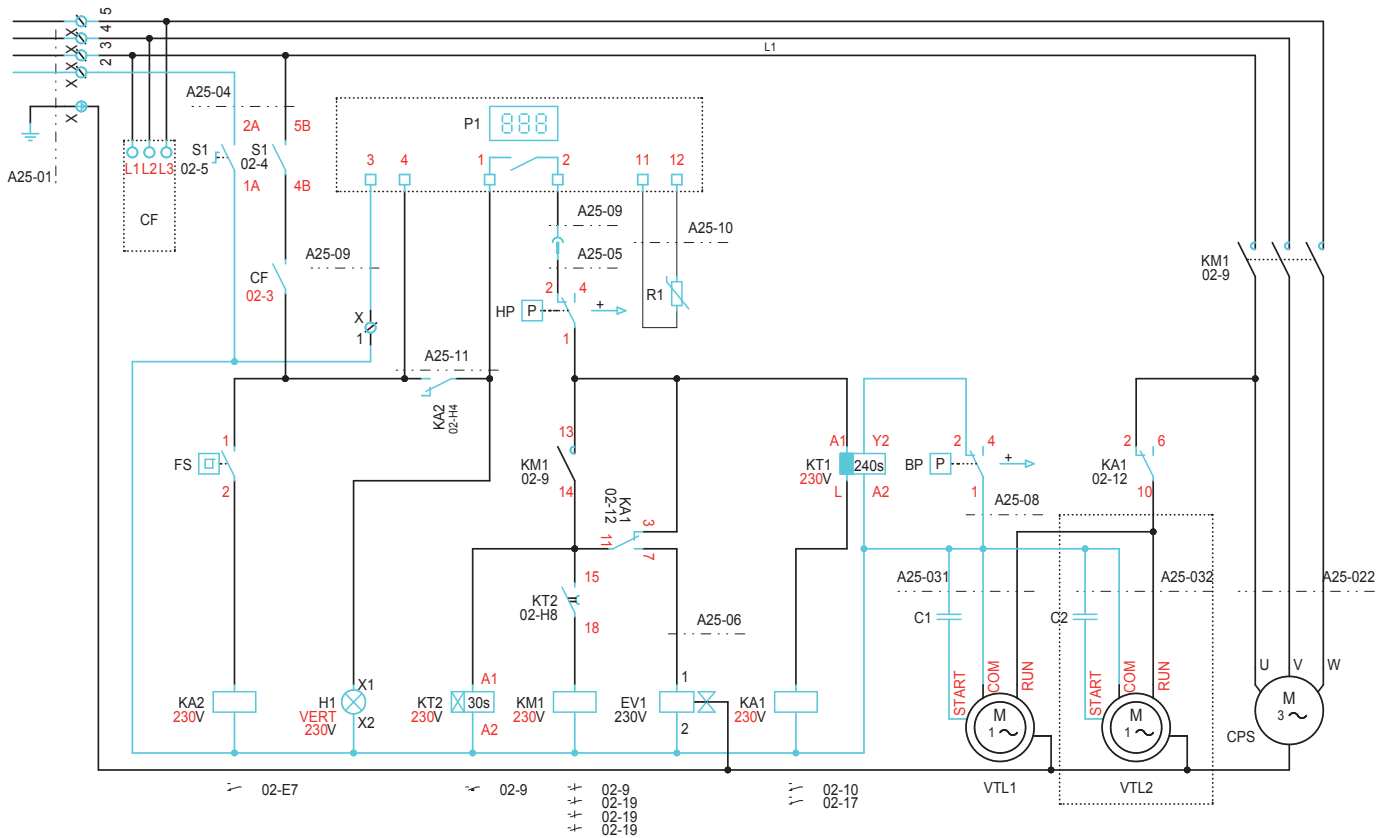 5
4
3
2
X
X
X
X
X
L1
A25-01
A25-04
L1 L2 L3
CF
2A
5B
S1
02-5
S1
02-4
1A
4B
P1
888
3 4 1 2 11 12
A25-09
A25-09
A25-10
A25-05
CF
02-3
X
1
2 4
HP
P
+
1
R1
KM1
02-9
A25-11
KA2
02-H4
1
FS
2
13
KM1
02-9
14
KA1
02-12
3
11
7
A1
Y2
KT1
230V
240s
L
A2
2 4
BP
P
+
1
A25-08
2 6
KA1
02-12
10
15
KT2
02-H8
18
A25-06
A25-031
A25-032
A25-022
C1
C2
START
COM
RUN
START
COM
RUN
U V W
KA2
230V
X1
H1
VERT
230V
X2
A1
KT2
230V
30s
A2
KM1
230V
1
EV1
230V
2
KA1
230V
M
1
M
1
M
3
CPS
VTL1
VTL2
02-E7
02-9
02-9
02-19
02-19
02-19
02-10
02-17